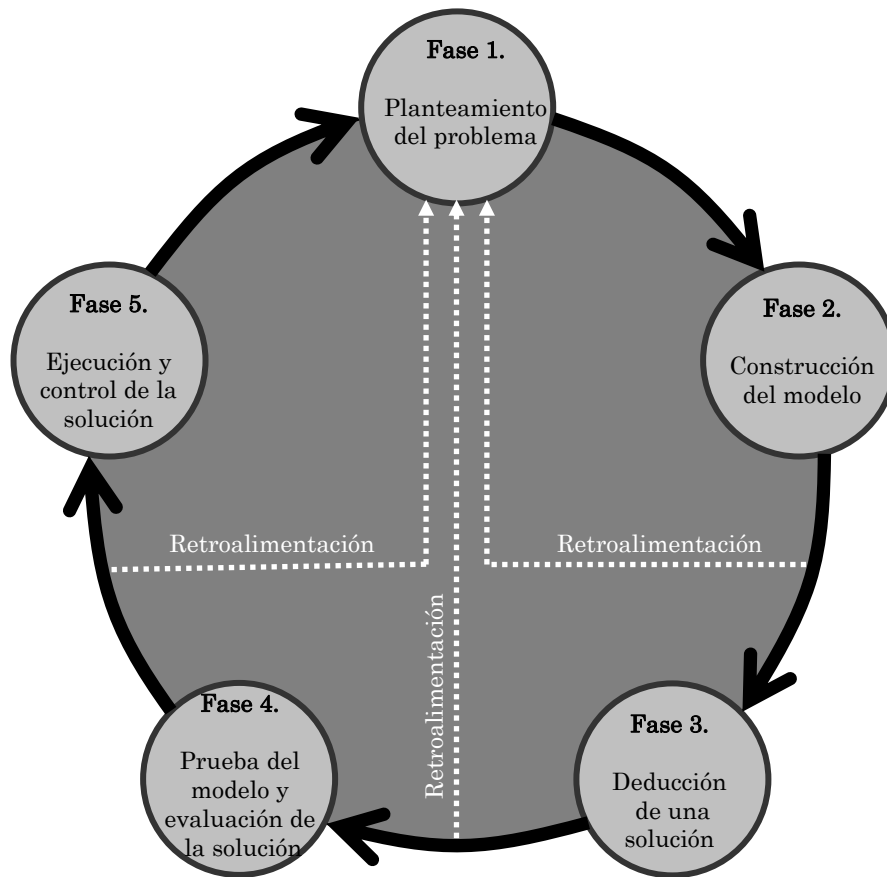 Fase 1.
Planteamiento
del problema
Fase 2.
Construcción
del modelo
Fase 3.
Deducción
de una
solución
Fase 4.
Prueba del
modelo y
evaluación de
la solución
Fase 5.
Ejecución y
control de la
solución
Retroalimentación
Retroalimentación
Retroalimentación